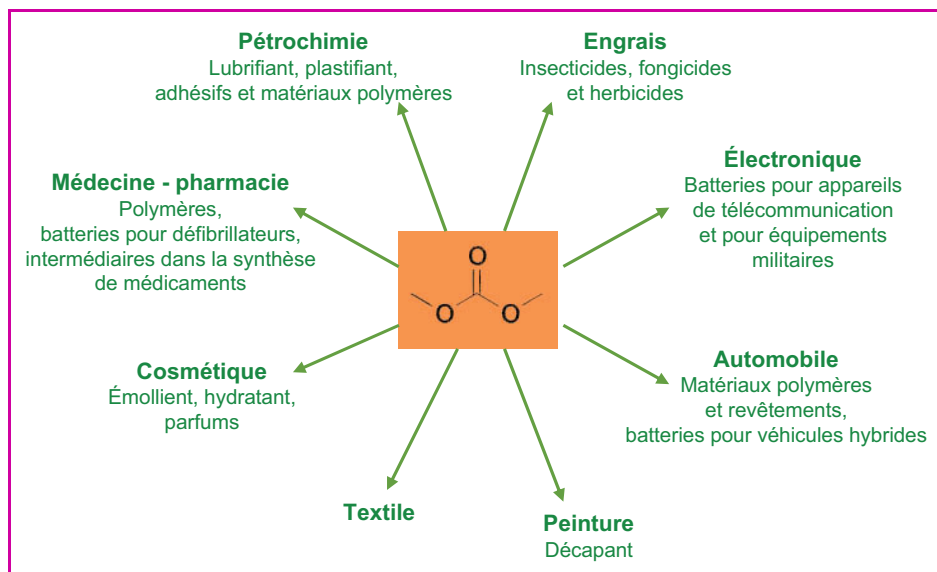 Pétrochimie
Lubrifiant, plastifiant,
adhésifs et matériaux polymères
Engrais
Insecticides, fongicides
et herbicides
Médecine - pharmacie
Polymères,
batteries pour défibrillateurs,
intermédiaires dans la synthèse
de médicaments
Électronique
Batteries pour appareils
de télécommunication
et pour équipements
militaires
O
O
O
Cosmétique
Émollient, hydratant,
parfums
Automobile
Matériaux polymères
et revêtements,
batteries pour véhicules hybrides
Textile
Peinture
Décapant